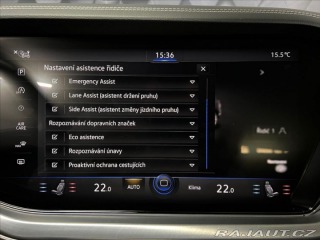 15:36
15.5°C
Nastavení asistence řidiče
Emergency Assist
Lane Assist (asistent držení pruhu)
Side Assist (asistent změny jízdního pruhu)
Rozpoznávání dopravních značek
Eco asistence
Rozpoznávání únavy
Proaktivní ochrana cestujících
AIR CARE
22.0
AUTO
Klima
22.0
RAJAUT.CZ